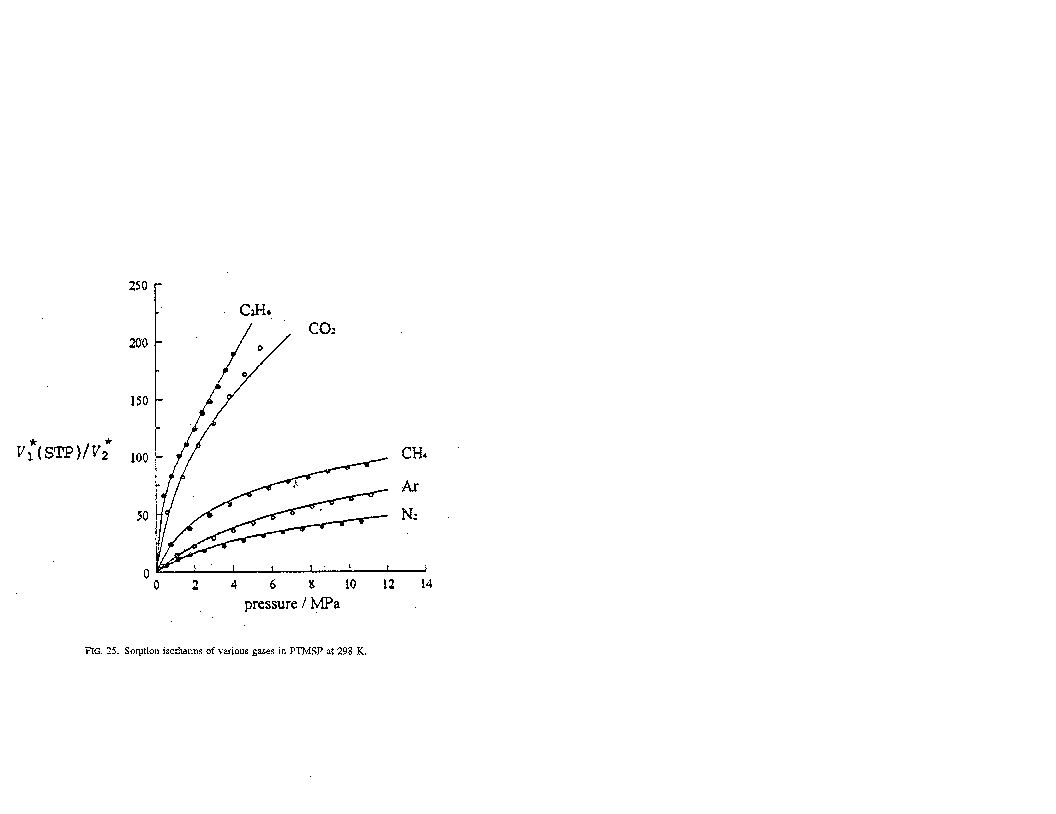 250
C₂H₄
CO₂
200
150
V₁*(STP)/V₂*
100
CH₄
Ar
50
N₂
0
0 2 4 6 8 10 12 14
pressure / MPa
FIG. 25. Sorption isotherms of various gases in PTMSP at 298 K.